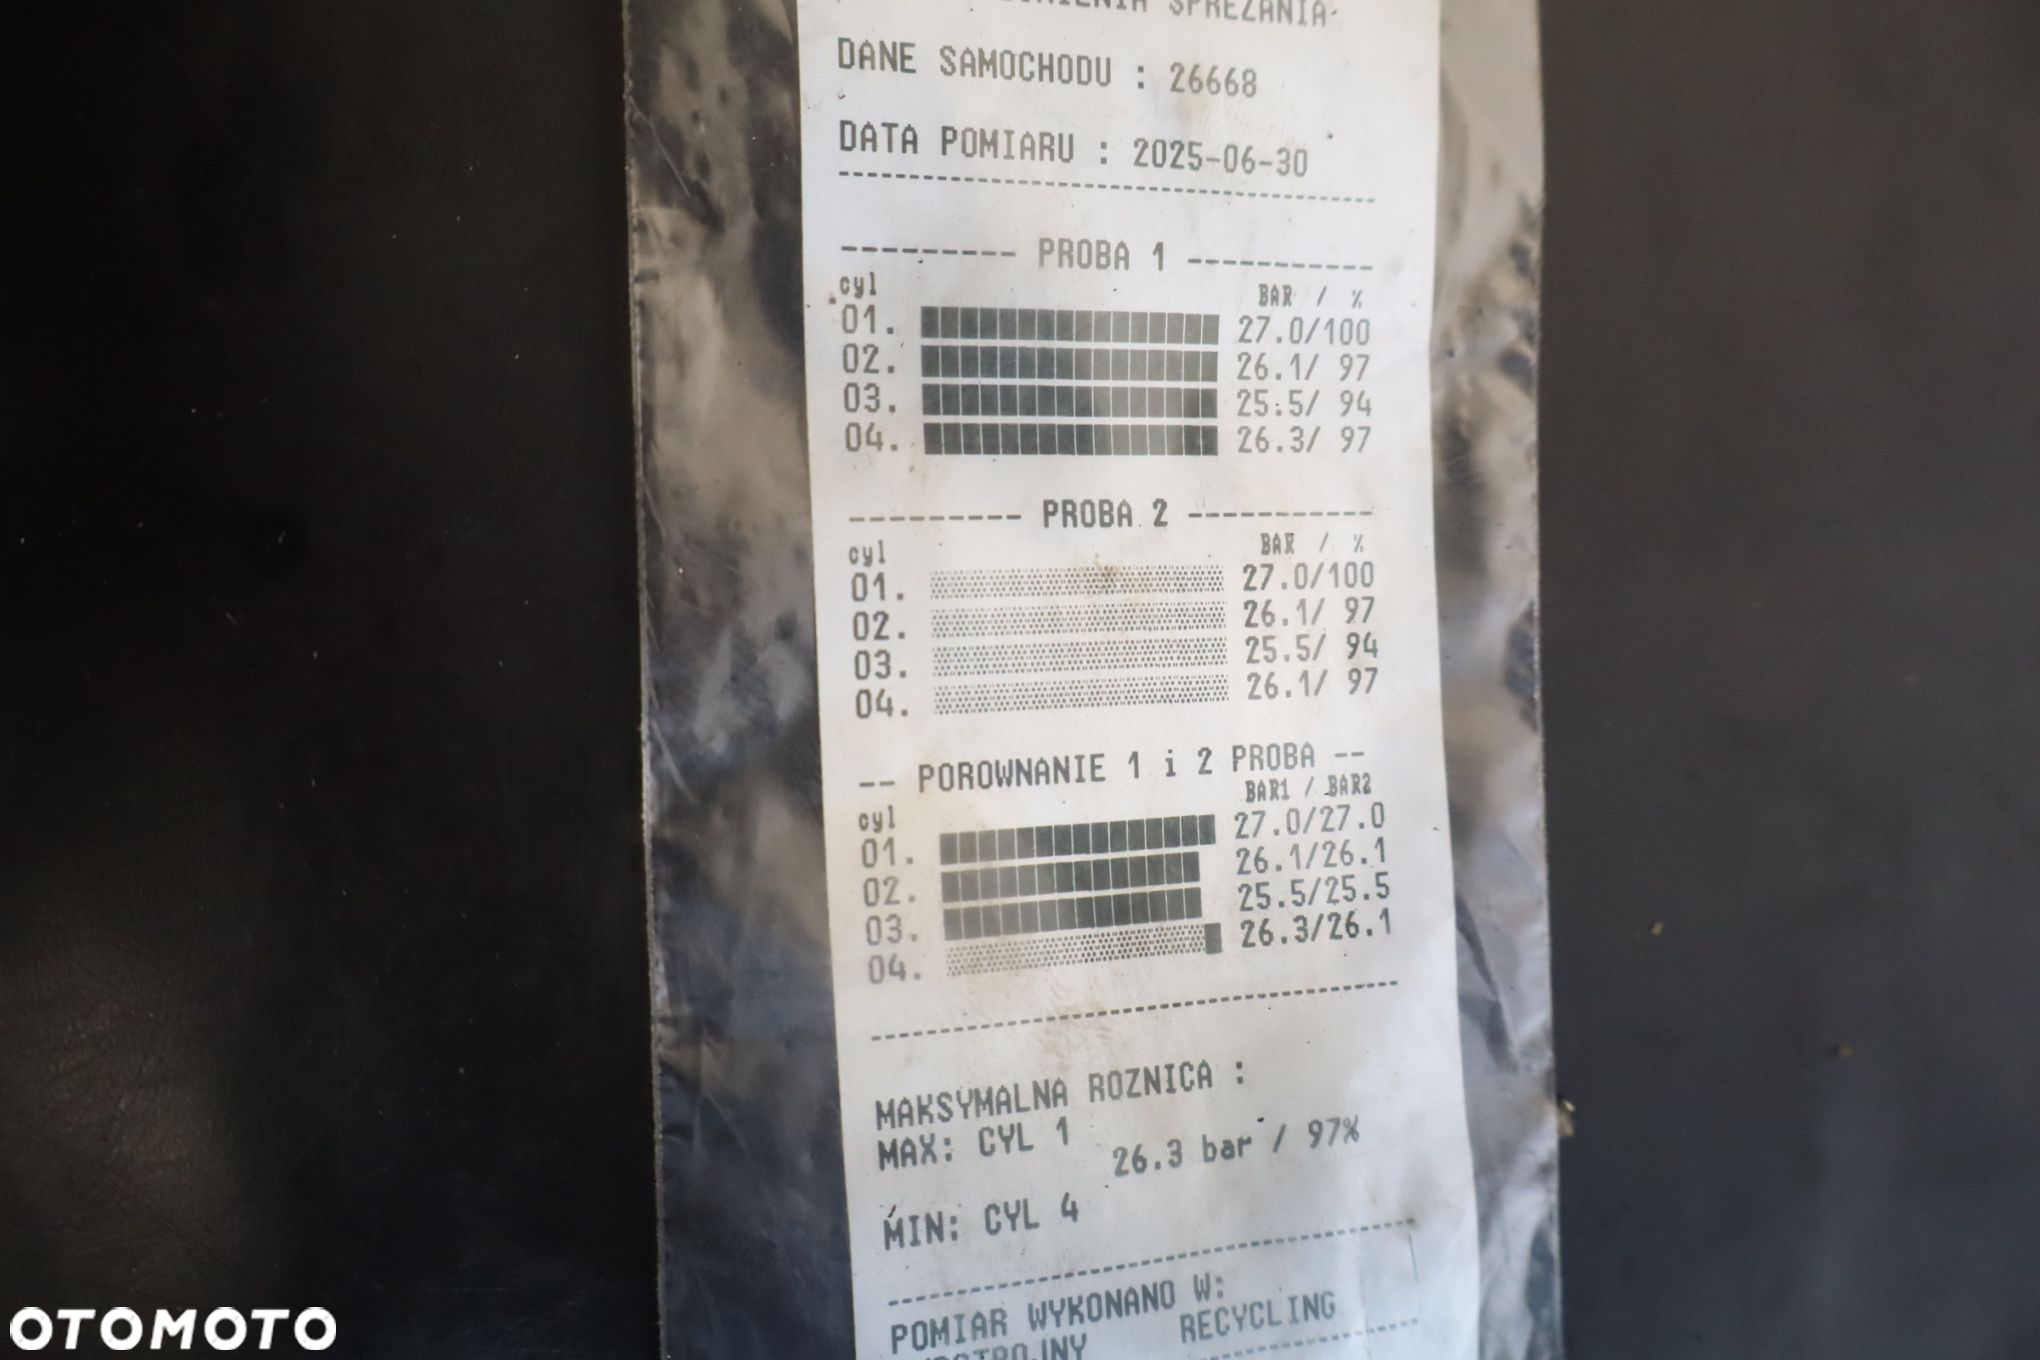 SPREZANIA-
DANE SAMOCHODU : 26668
DATA POMIARU : 2025-06-30
--------- PROBA 1 ----------
cyl BAR / %
01. 27.0/100
02. 26.1/ 97
03. 25.5/ 94
04. 26.3/ 97
--------- PROBA 2 ----------
cyl BAR / %
01. 27.0/100
02. 26.1/ 97
03. 25.5/ 94
04. 26.1/ 97
-- POROWNANIE 1 i 2 PROBA --
cyl BAR1 / BAR2
01. 27.0/27.0
02. 26.1/26.1
03. 25.5/25.5
04. 26.3/26.1
MAKSYMALNA ROZNICA :
MAX: CYL 1
26.3 bar / 97%
MIN: CYL 4
POMIAR WYKONANO W:
RECYCLING
OTOMOTO